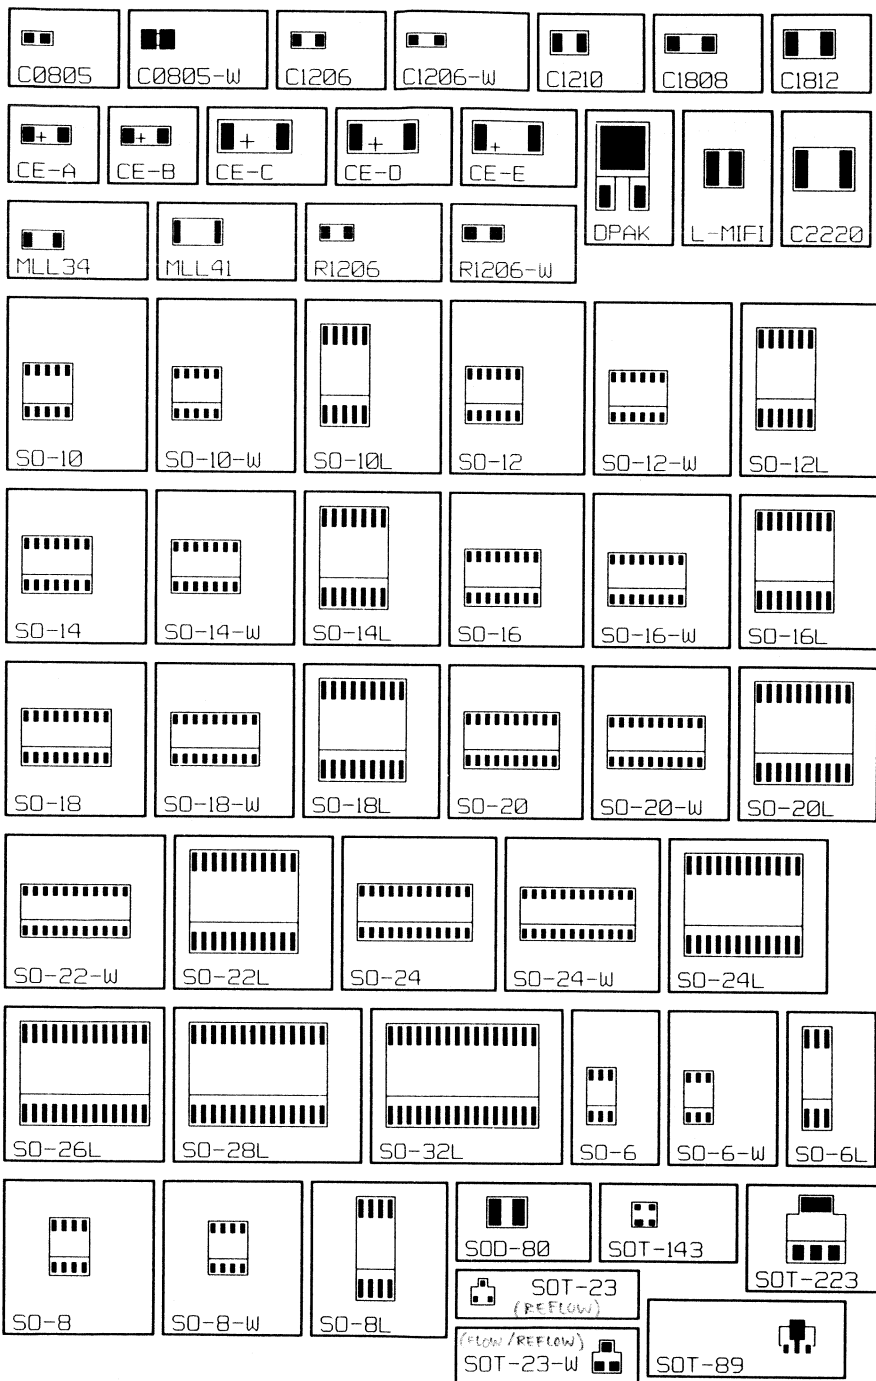 C0805
C0805-W
C1206
C1206-W
C1210
C1808
C1812
CE-A
CE-B
CE-C
CE-D
CE-E
DPAK
L-MIFI
C2220
MLL34
MLL41
R1206
R1206-W
SO-10
SO-10-W
SO-10L
SO-12
SO-12-W
SO-12L
SO-14
SO-14-W
SO-14L
SO-16
SO-16-W
SO-16L
SO-18
SO-18-W
SO-18L
SO-20
SO-20-W
SO-20L
SO-22-W
SO-22L
SO-24
SO-24-W
SO-24L
SO-26L
SO-28L
SO-32L
SO-6
SO-6-W
SO-6L
SO-8
SO-8-W
SO-8L
SOD-80
SOT-143
SOT-223
SOT-23
(REFLOW)
(FLOW/REFLOW)
SOT-23-W
SOT-89